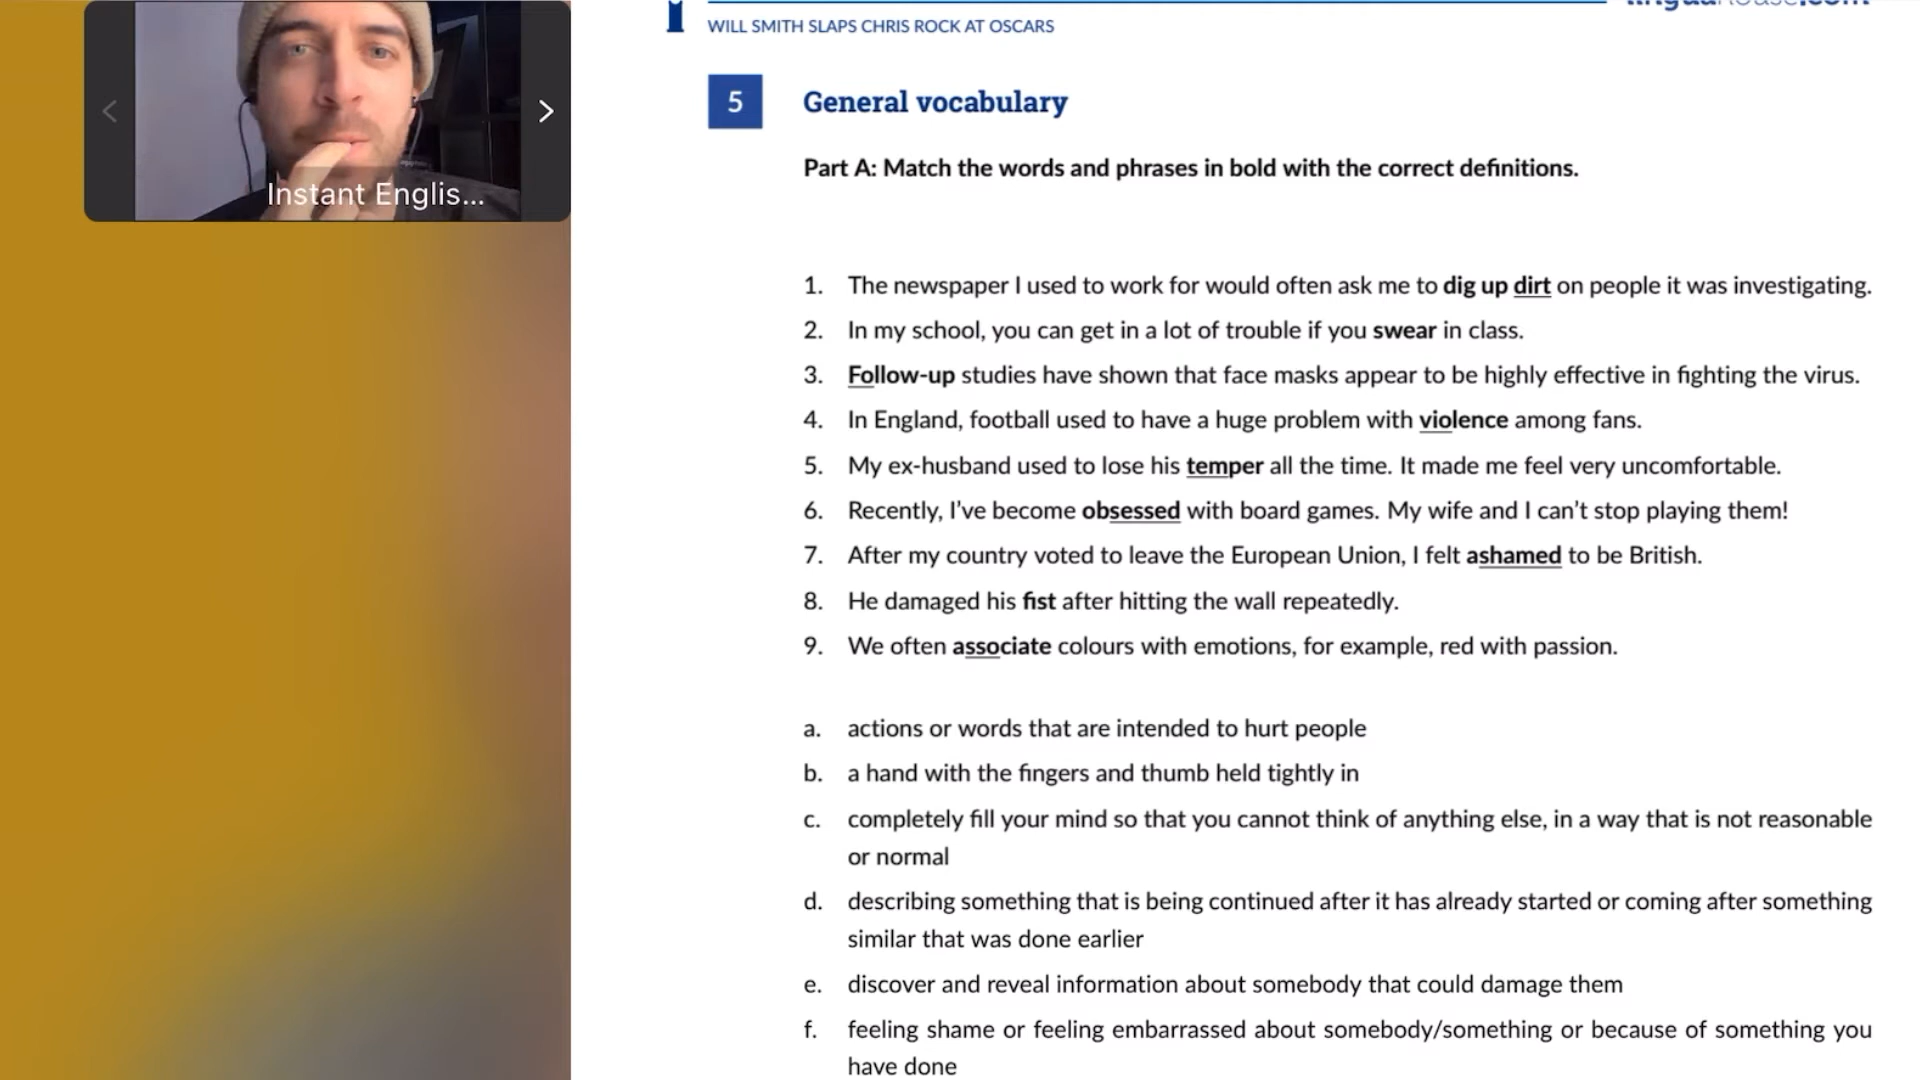 WILL SMITH SLAPS CHRIS ROCK AT OSCARS
Instant Englis...
5 General vocabulary
Part A: Match the words and phrases in bold with the correct definitions.
1. The newspaper I used to work for would often ask me to dig up dirt on people it was investigating.
2. In my school, you can get in a lot of trouble if you swear in class.
3. Follow-up studies have shown that face masks appear to be highly effective in fighting the virus.
4. In England, football used to have a huge problem with violence among fans.
5. My ex-husband used to lose his temper all the time. It made me feel very uncomfortable.
6. Recently, I've become obsessed with board games. My wife and I can't stop playing them!
7. After my country voted to leave the European Union, I felt ashamed to be British.
8. He damaged his fist after hitting the wall repeatedly.
9. We often associate colours with emotions, for example, red with passion.
a. actions or words that are intended to hurt people
b. a hand with the fingers and thumb held tightly in
c. completely fill your mind so that you cannot think of anything else, in a way that is not reasonable
or normal
d. describing something that is being continued after it has already started or coming after something
similar that was done earlier
e. discover and reveal information about somebody that could damage them
f. feeling shame or feeling embarrassed about somebody/something or because of something you
have done